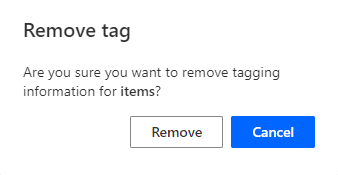 Remove tag
Are you sure you want to remove tagging
information for items?
Remove
Cancel